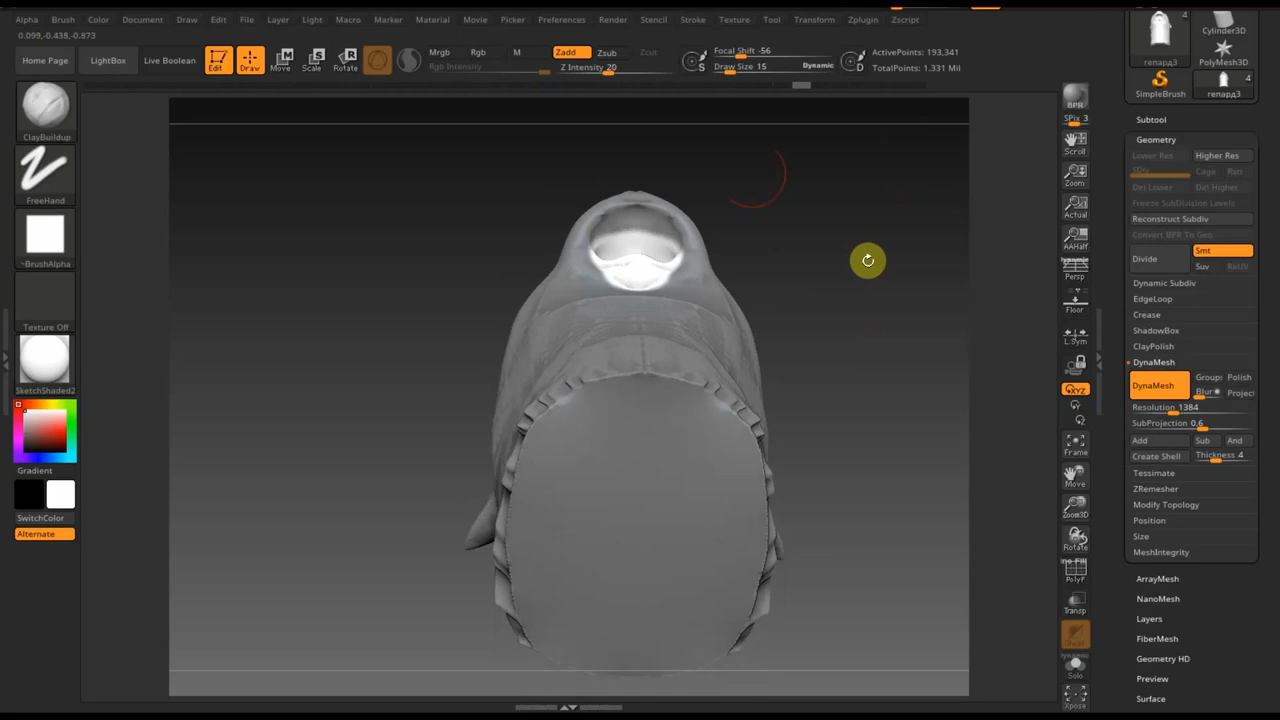 Alpha Brush Color Document Draw Edit File Layer Light Macro Marker Material Movie Picker Preferences Render Stencil Stroke Texture Tool Transform Zplugin Zscript
0.099,-0.438,-0.873
Home Page LightBox Live Boolean Edit Draw Move Scale Rotate
Mrgb Rgb M Zadd Zsub Zcut
Rgb Intensity Z Intensity 20
S Focal Shift -56
Draw Size 15 Dynamic
D ActivePoints: 193,341
TotalPoints: 1.331 Mil
ClayBuildup
FreeHand
~BrushAlpha
Texture Off
SketchShaded2
Gradient
SwitchColor
Alternate
BPR
SPix 3
Scroll
Zoom
Actual
AAHalf
Dynamic
Persp
Floor
L.Sym
XYZ
Frame
Move
Zoom3D
Rotate
PolyF
Transp
Dynamic
Solo
Xpose
4
Cylinder3D
гепард3 PolyMesh3D
4
SimpleBrush гепард3
Subtool
Geometry
Lower Res Higher Res
SDiv Cage Rstr
Del Lower Del Higher
Freeze SubDivision Levels
Reconstruct Subdiv
Convert BPR To Geo
Divide Smt
Suv ReUV
Dynamic Subdiv
EdgeLoop
Crease
ShadowBox
ClayPolish
DynaMesh
DynaMesh Groups Polish
Blur Project
Resolution 1384
SubProjection 0.6
Add Sub And
Create Shell Thickness 4
Tessimate
ZRemesher
Modify Topology
Position
Size
MeshIntegrity
ArrayMesh
NanoMesh
Layers
FiberMesh
Geometry HD
Preview
Surface